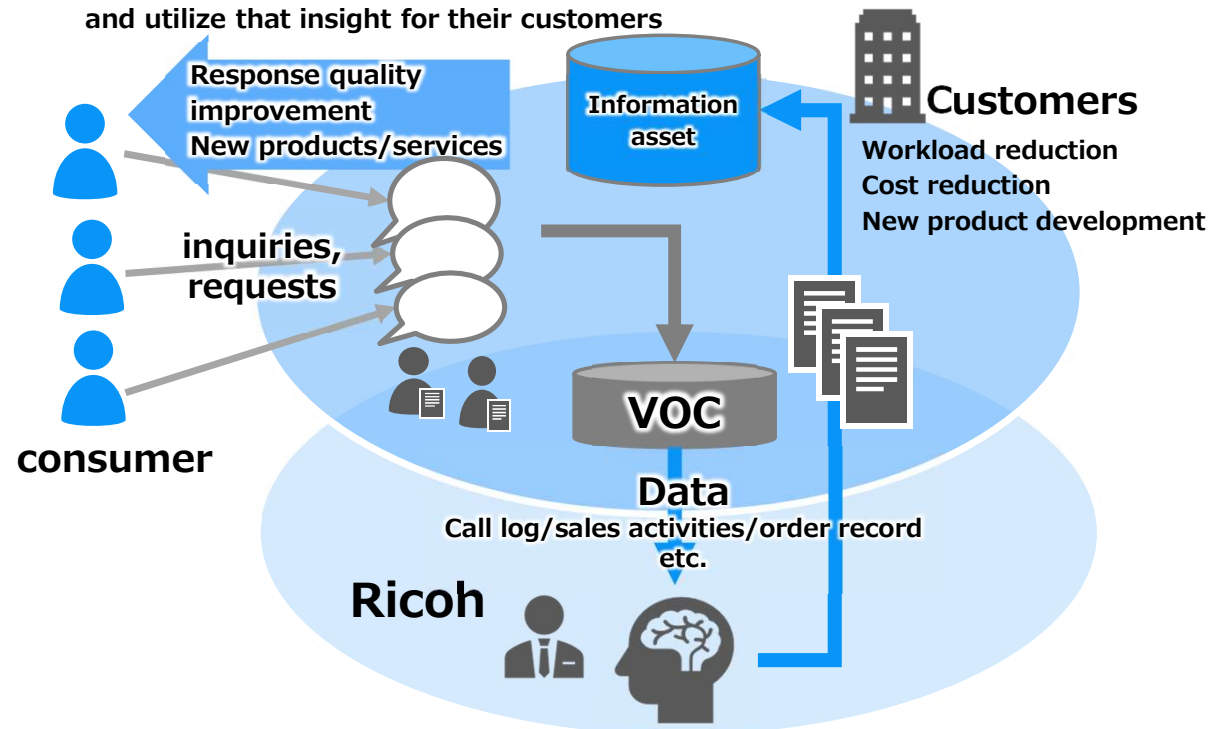 and utilize that insight for their customers
Response quality
improvement
New products/services
Information
asset
Customers
Workload reduction
Cost reduction
New product development
inquiries,
requests
consumer
VOC
Data
Call log/sales activities/order record
etc.
Ricoh